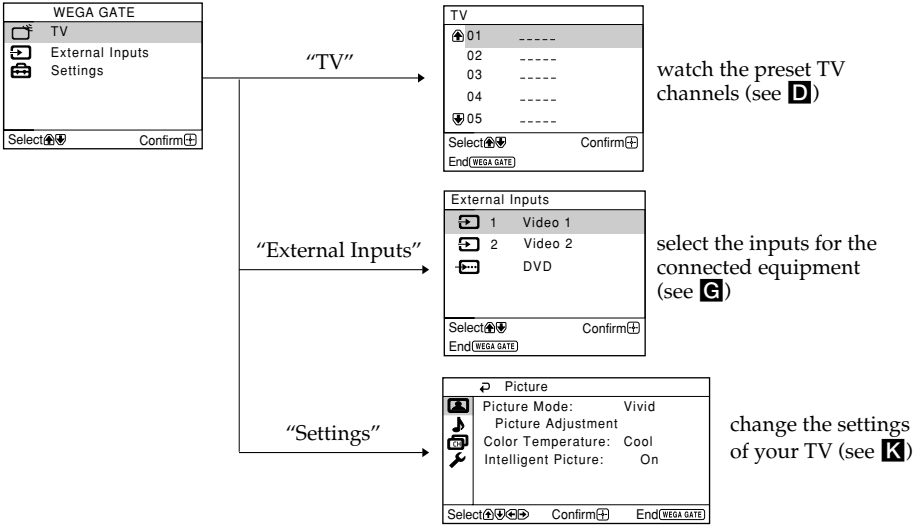 WEGA GATE
TV
External Inputs
Settings
Select Confirm
"TV"
TV
01 -----
02 -----
03 -----
04 -----
05 -----
Select Confirm
End WEGA GATE
watch the preset TV
channels (see D)
"External Inputs"
External Inputs
1 Video 1
2 Video 2
DVD
Select Confirm
End WEGA GATE
select the inputs for the
connected equipment
(see G)
"Settings"
Picture
Picture Mode: Vivid
Picture Adjustment
CH Color Temperature: Cool
Intelligent Picture: On
Select Confirm End WEGA GATE
change the settings
of your TV (see K)